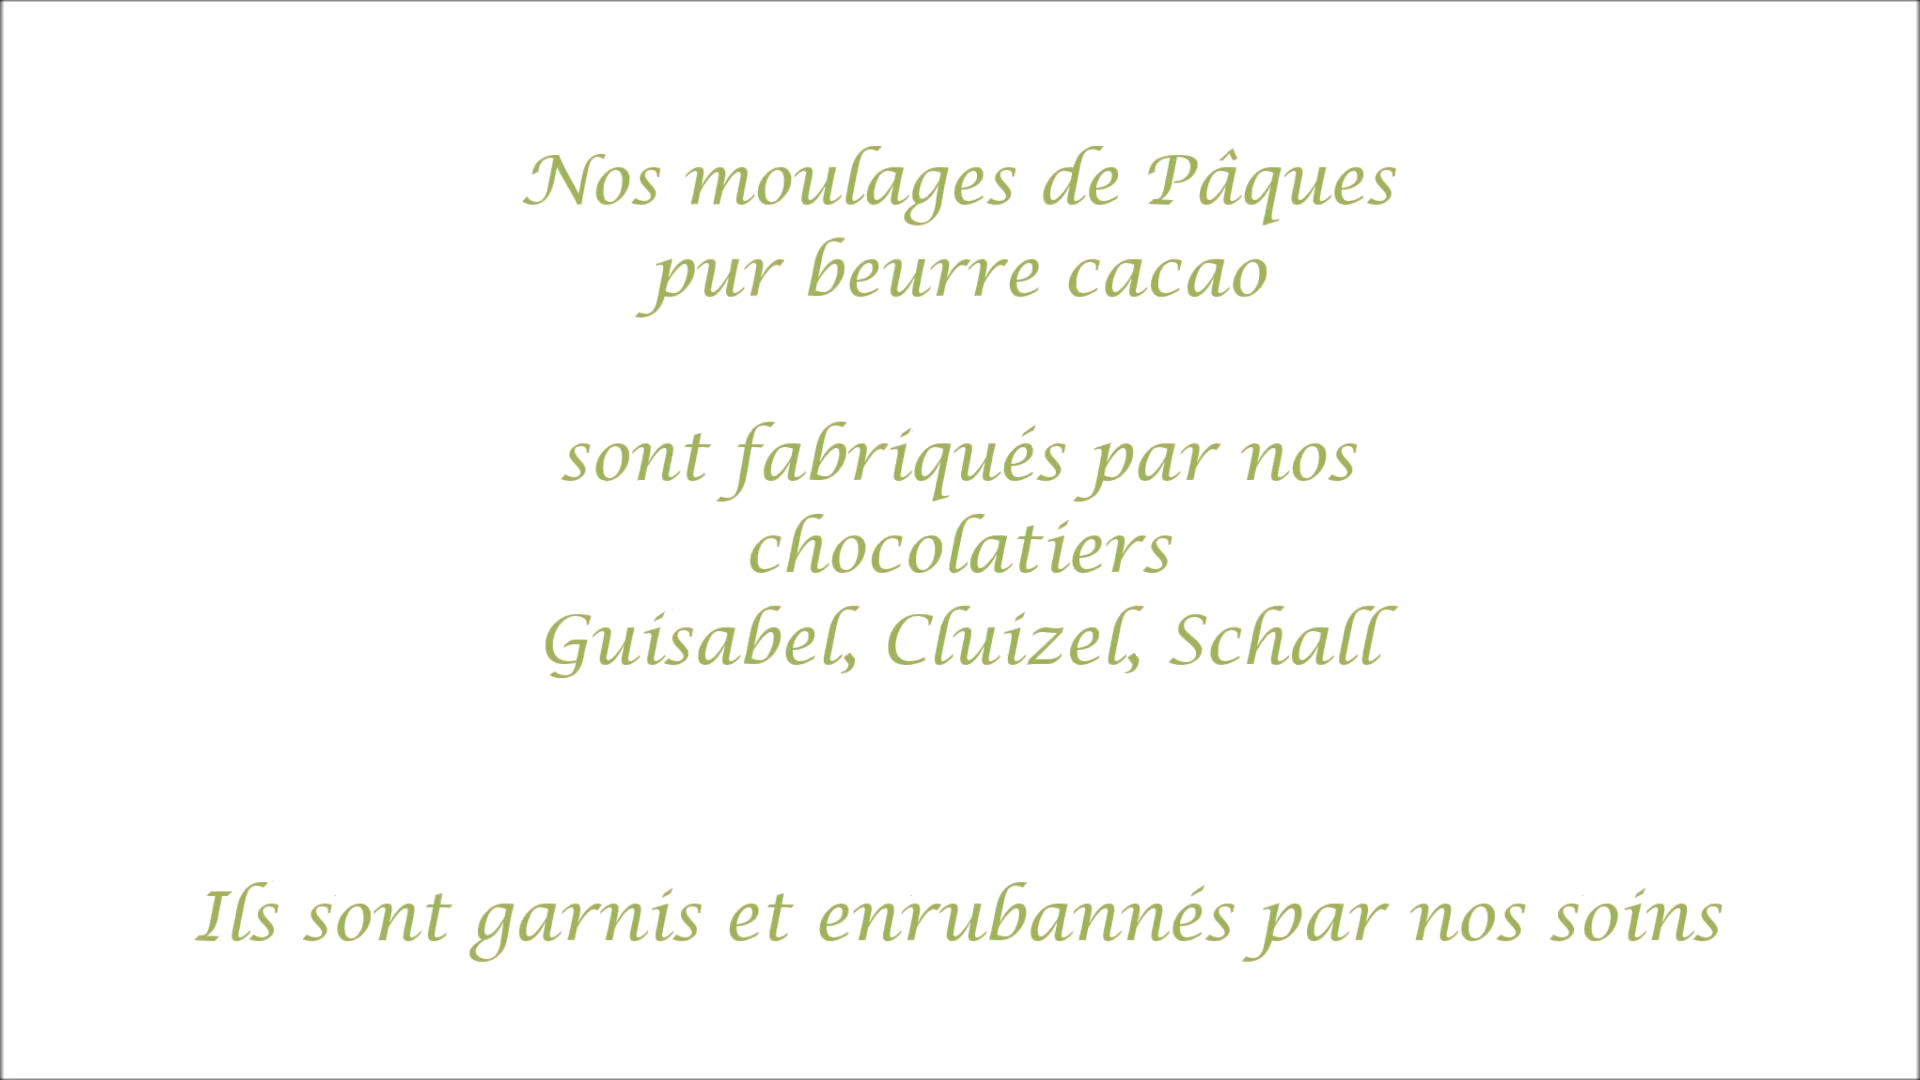 Nos moulages de Pâques
pur beurre cacao
sont fabriqués par nos
chocolatiers
Guisabel, Cluizel, Schall
Ils sont garnis et enrubannés par nos soins